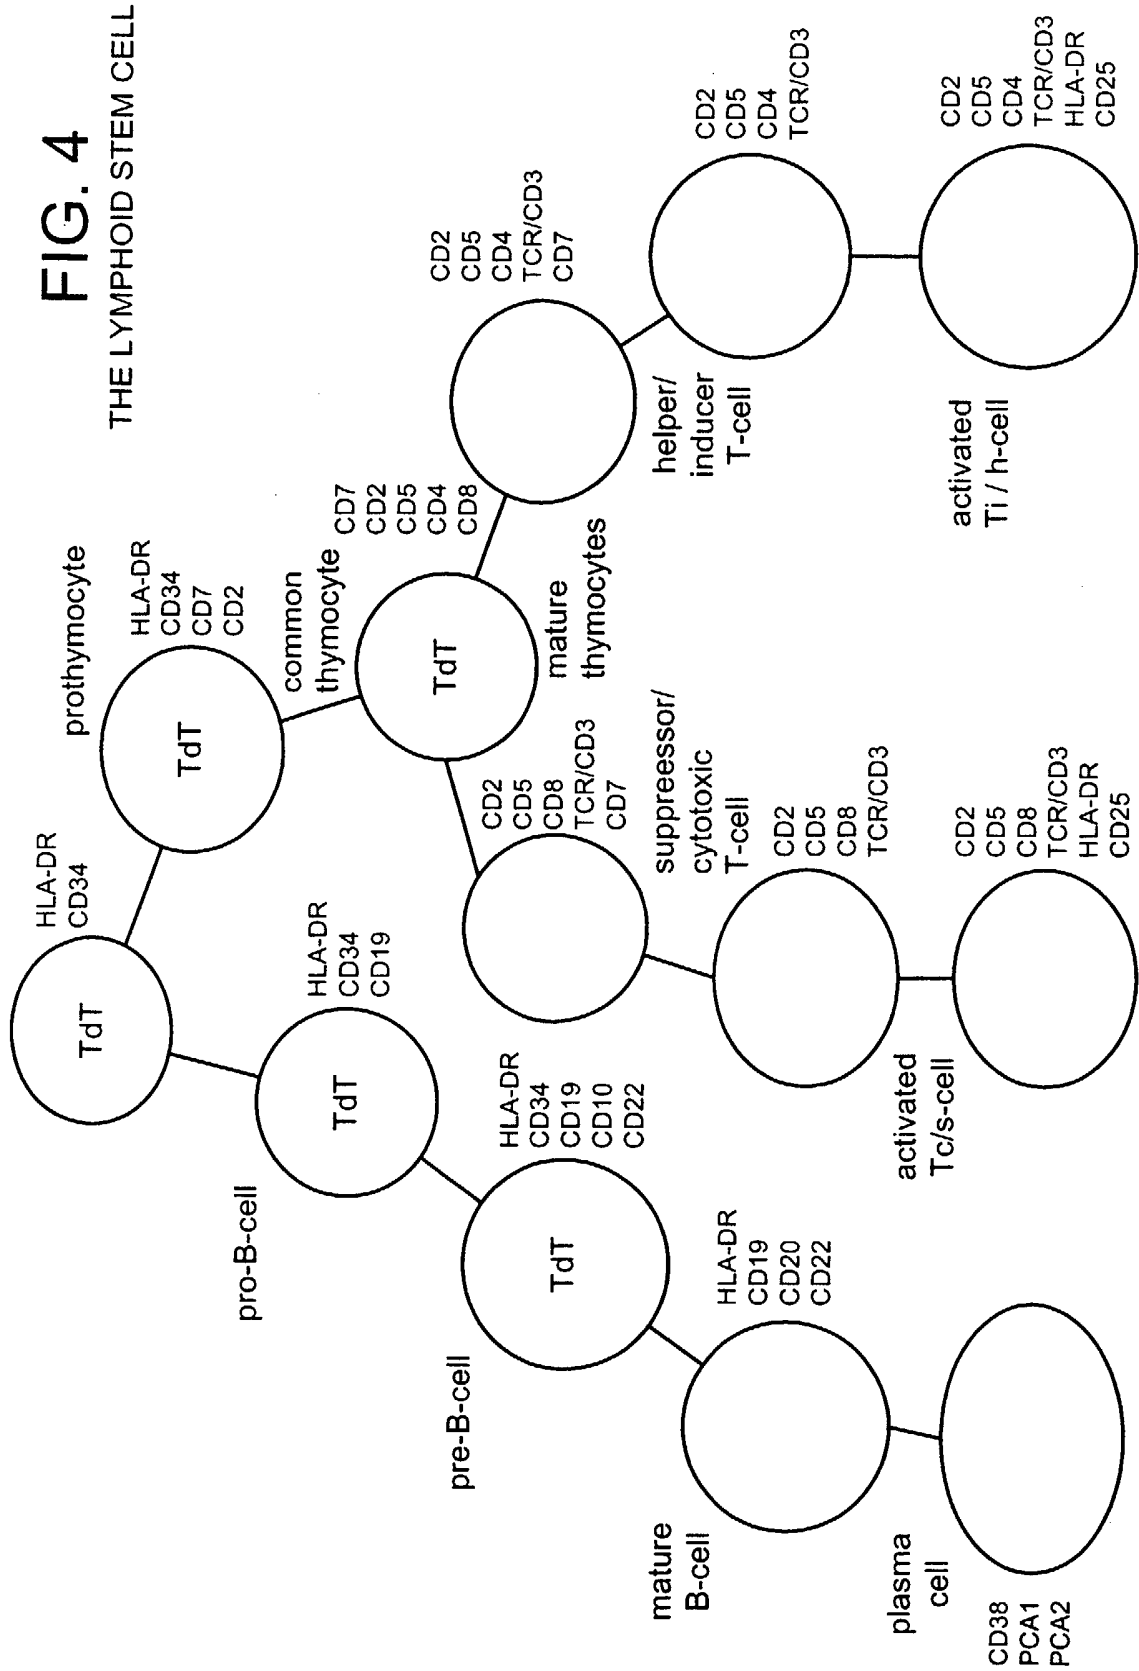 FIG. 4
THE LYMPHOID STEM CELL
HLA-DR
CD34
TdT
prothymocyte
HLA-DR
CD34
CD7
CD2
TdT
pro-B-cell
HLA-DR
CD34
CD19
TdT
common
thymocyte
CD7
CD2
CD5
CD4
CD8
TdT
mature
thymocytes
CD2
CD5
CD4
TCR/CD3
CD7
pre-B-cell
HLA-DR
CD34
CD19
CD10
CD22
TdT
CD2
CD5
CD8
TCR/CD3
CD7
mature
B-cell
HLA-DR
CD19
CD20
CD22
suppreessor/
cytotoxic
T-cell
CD2
CD5
CD8
TCR/CD3
helper/
inducer
T-cell
CD2
CD5
CD4
TCR/CD3
plasma
cell
CD38
PCA1
PCA2
activated
Tc/s-cell
CD2
CD5
CD8
TCR/CD3
HLA-DR
CD25
activated
Ti / h-cell
CD2
CD5
CD4
TCR/CD3
HLA-DR
CD25